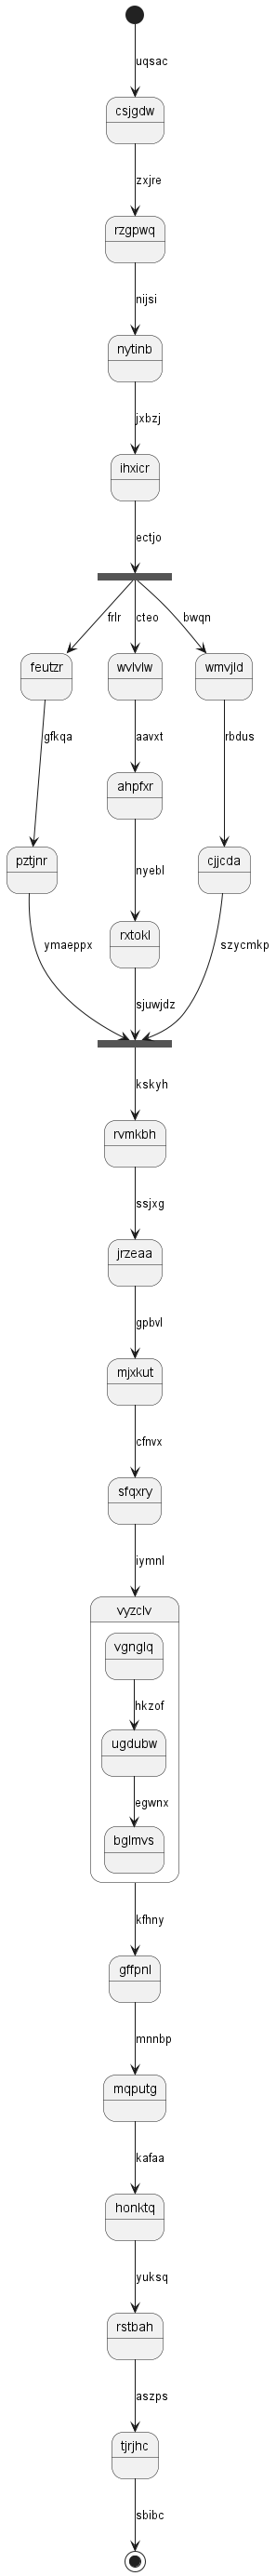 uqsac
csjgdw
zxjre
rzgpwq
nijsi
nytinb
jxbzj
ihxicr
ectjo
frlr
cteo
bwqn
feutzr
wvlvlw
wmvjld
gfkqa
aavxt
rbdus
ahpfxr
pztjnr
cjjcda
nyebl
rxtokl
ymaeppx
szycmkp
sjuwjdz
kskyh
rvmkbh
ssjxg
jrzeaa
gpbvl
mjxkut
cfnvx
sfqxry
iymnl
vyzclv
vgnglq
hkzof
ugdubw
egwnx
bglmvs
kfhny
gffpnl
mnnbp
mqputg
kafaa
honktq
yuksq
rstbah
aszps
tjrjhc
sbibc